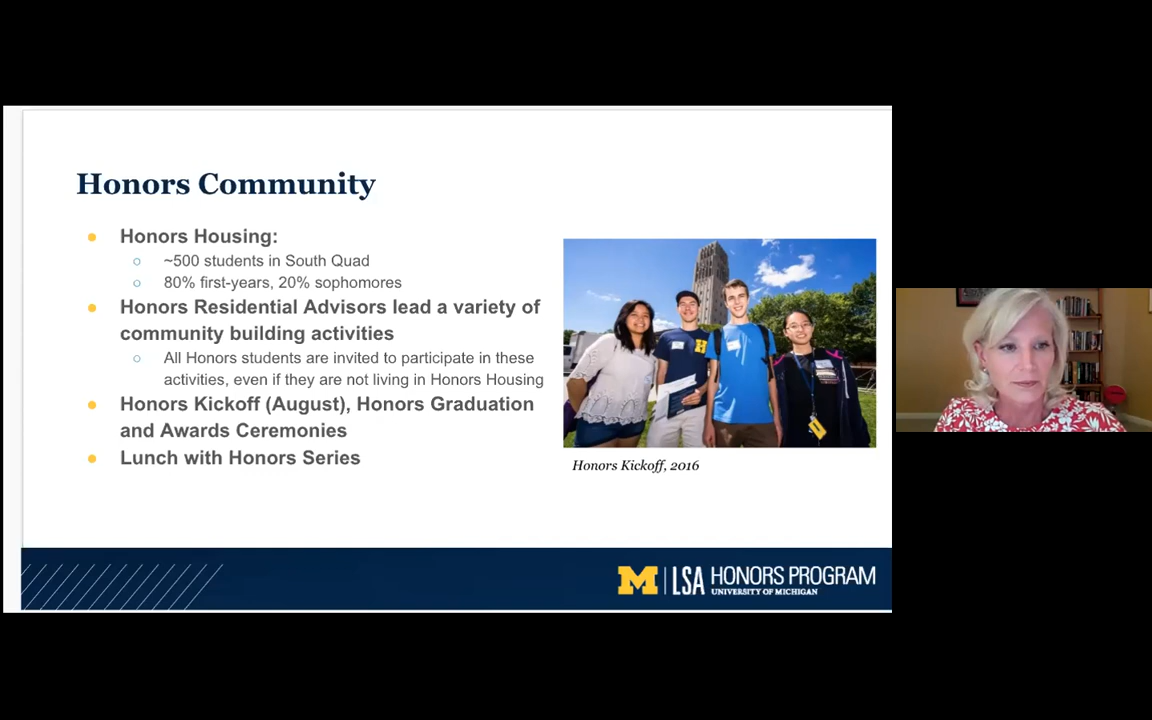 Honors Community
Honors Housing:
~500 students in South Quad
80% first-years, 20% sophomores
Honors Residential Advisors lead a variety of
community building activities
All Honors students are invited to participate in these
activities, even if they are not living in Honors Housing
Honors Kickoff (August), Honors Graduation
and Awards Ceremonies
Lunch with Honors Series
Honors Kickoff, 2016
M LSA HONORS PROGRAM
UNIVERSITY OF MICHIGAN